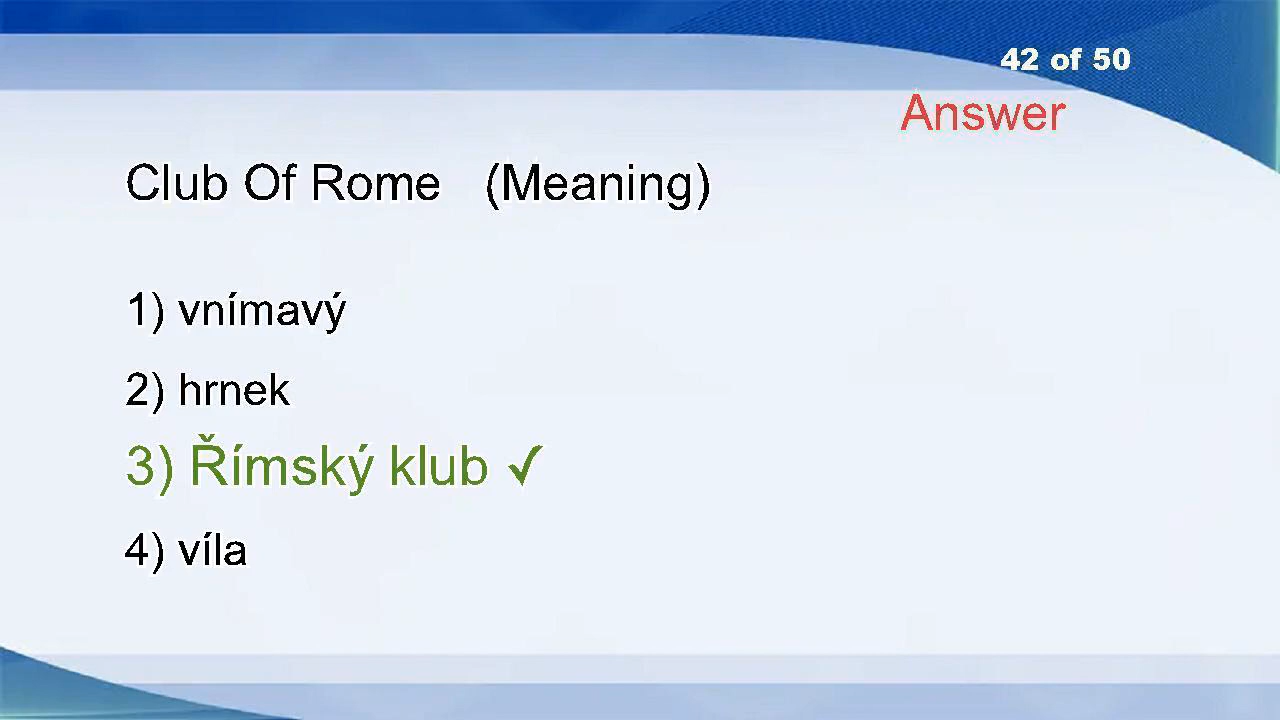 42 of 50
Answer
Club Of Rome (Meaning)
1) vnímavý
2) hrnek
3) Římský klub ✓
4) víla